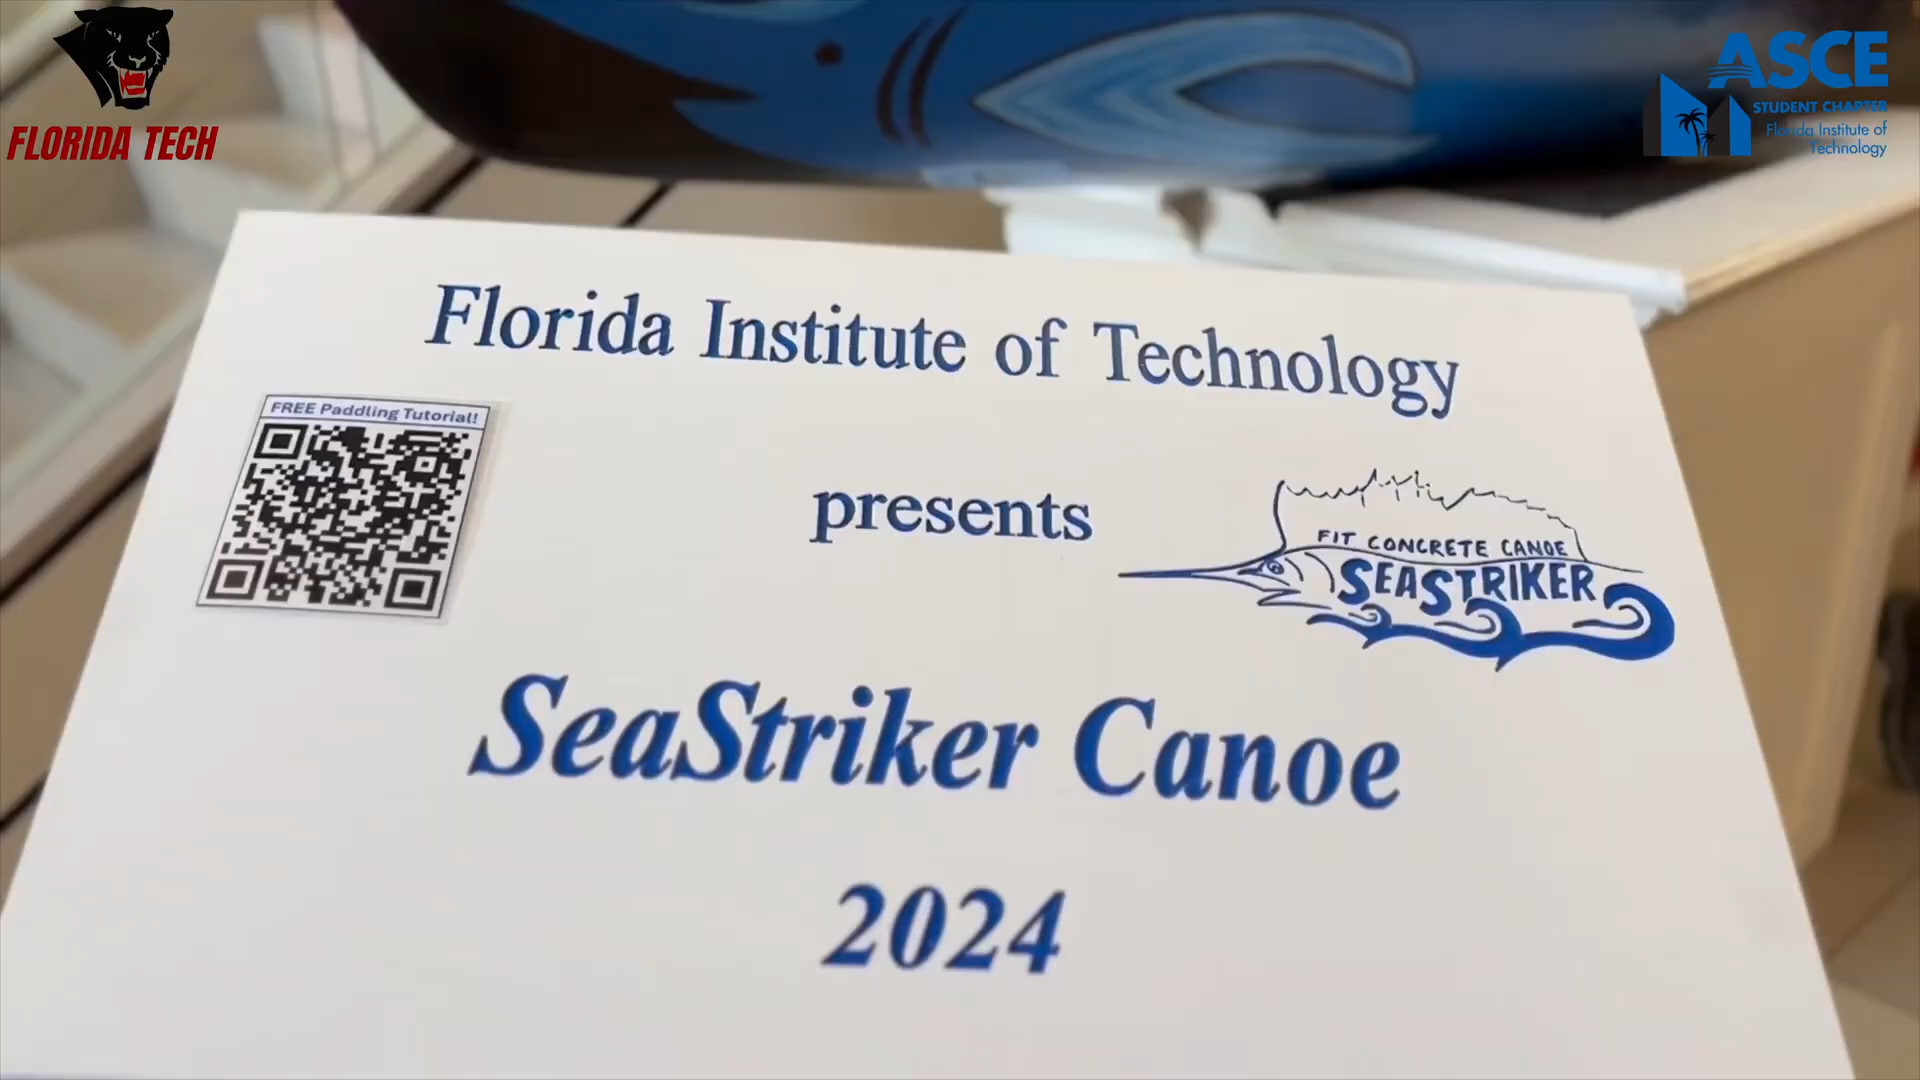 FLORIDA TECH
ASCE
STUDENT CHAPTER
Florida Institute of
Technology
Florida Institute of Technology
FREE Paddling Tutorial!
presents
FIT CONCRETE CANOE
SEASTRIKER
SeaStriker Canoe
2024